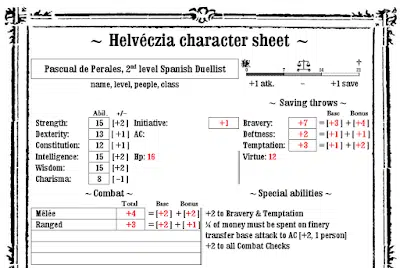 ~ Helvéczia character sheet ~
Pascual de Perales, 2nd level Spanish Duellist
name, level, people, class
+1 atk. – +1 save
~ Saving throws ~
Abil. +/–
Base Bonus
Strength: 15 [+2] Initiative: +1 Bravery: +7 =[+3] +[+4]
Dexterity: 13 [+1] AC: Deftness: +2 =[+1] +[+1]
Constitution: 12 [+1] Temptation: +3 =[+1] +[+2]
Intelligence: 15 [+2] Hp: 16 Virtue: 12
Wisdom: 15 [+2]
Charisma: 8 [–1]
~ Combat ~ ~ Special abilities ~
Total Base Bonus
Mêlée +4 =[+2] +[+2] +2 to Bravery & Temptation
Ranged +3 =[+2] +[+1] ¼ of money must be spent on finery
transfer base attack to AC [+2, 1 person]
+2 to all Combat Checks